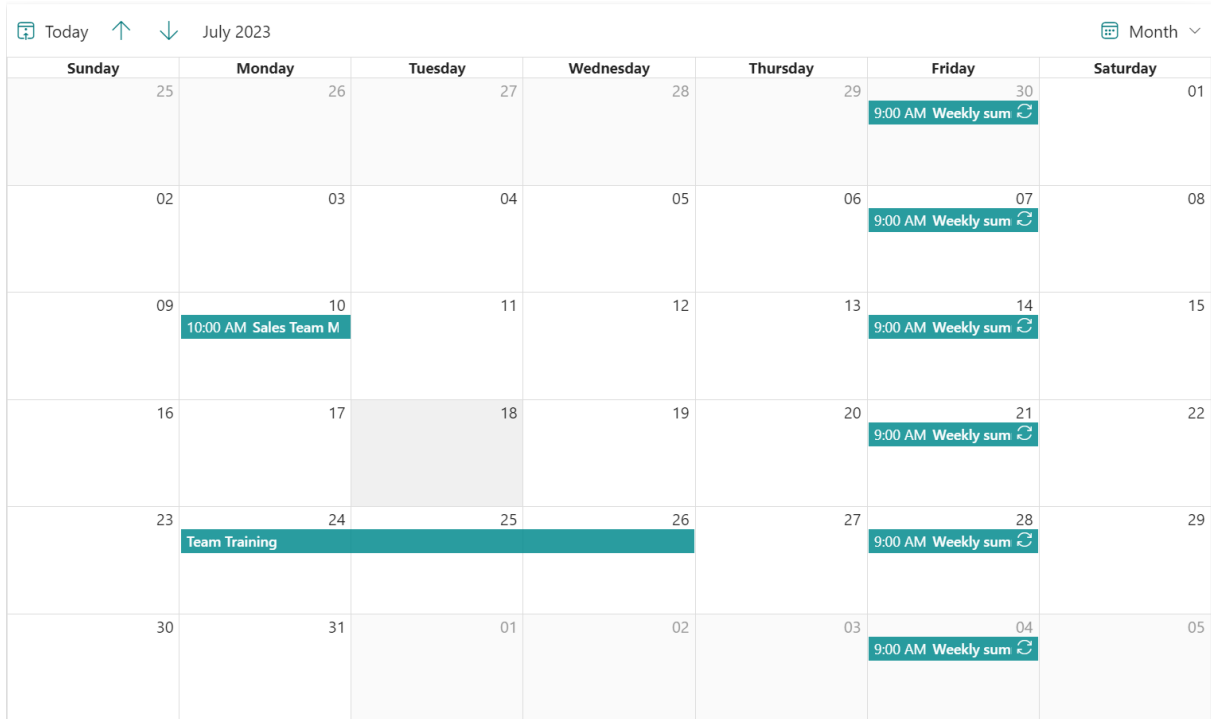 Today July 2023 Month
Sunday Monday Tuesday Wednesday Thursday Friday Saturday
25 26 27 28 29 30 01
9:00 AM Weekly sum
02 03 04 05 06 07 08
9:00 AM Weekly sum
09 10 11 12 13 14 15
10:00 AM Sales Team M 9:00 AM Weekly sum
16 17 18 19 20 21 22
9:00 AM Weekly sum
23 24 25 26 27 28 29
Team Training 9:00 AM Weekly sum
30 31 01 02 03 04 05
9:00 AM Weekly sum